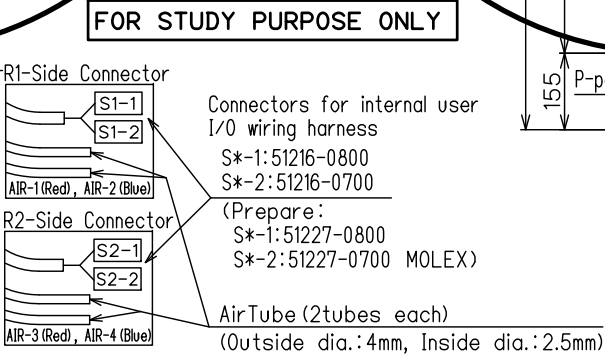 FOR STUDY PURPOSE ONLY
R1-Side Connector
S1-1
S1-2
AIR-1(Red), AIR-2(Blue)
R2-Side Connector
S2-1
S2-2
AIR-3(Red), AIR-4(Blue)
Connectors for internal user
I/O wiring harness
S*-1:51216-0800
S*-2:51216-0700
(Prepare:
S*-1:51227-0800
S*-2:51227-0700 MOLEX)
AirTube(2tubes each)
(Outside dia.:4mm, Inside dia.:2.5mm)
155